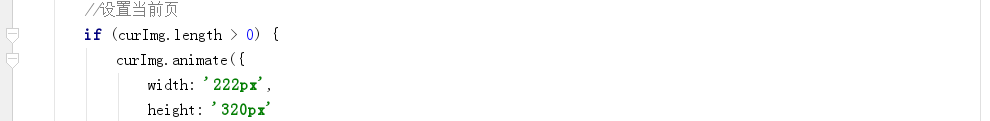 //设置当前页
if (curImg.length > 0) {
curImg.animate({
width: '222px',
height: '320px'